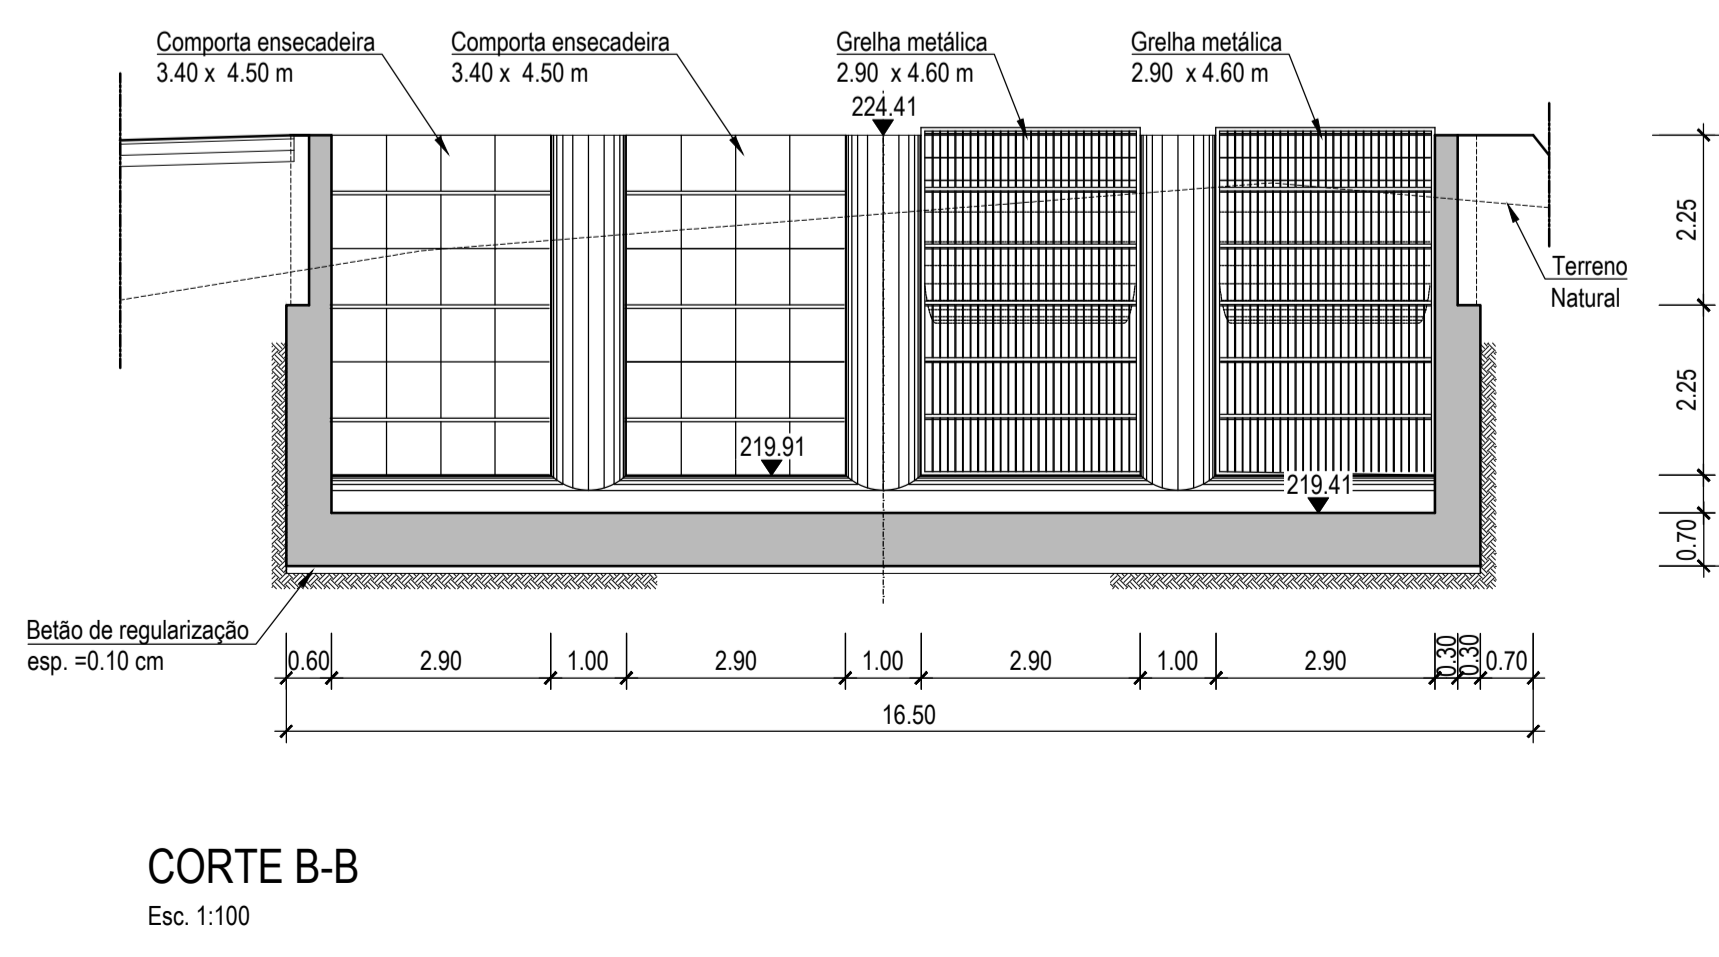 Comporta ensecadeira
3.40 x 4.50 m
Comporta ensecadeira
3.40 x 4.50 m
Grelha metálica
2.90 x 4.60 m
Grelha metálica
2.90 x 4.60 m
224.41
2.25
Terreno
Natural
2.25
219.91
219.41
0.70
Betão de regularização
esp. =0.10 cm
0.60
2.90
1.00
2.90
1.00
2.90
1.00
2.90
0.30
0.30
0.70
16.50
CORTE B-B
Esc. 1:100